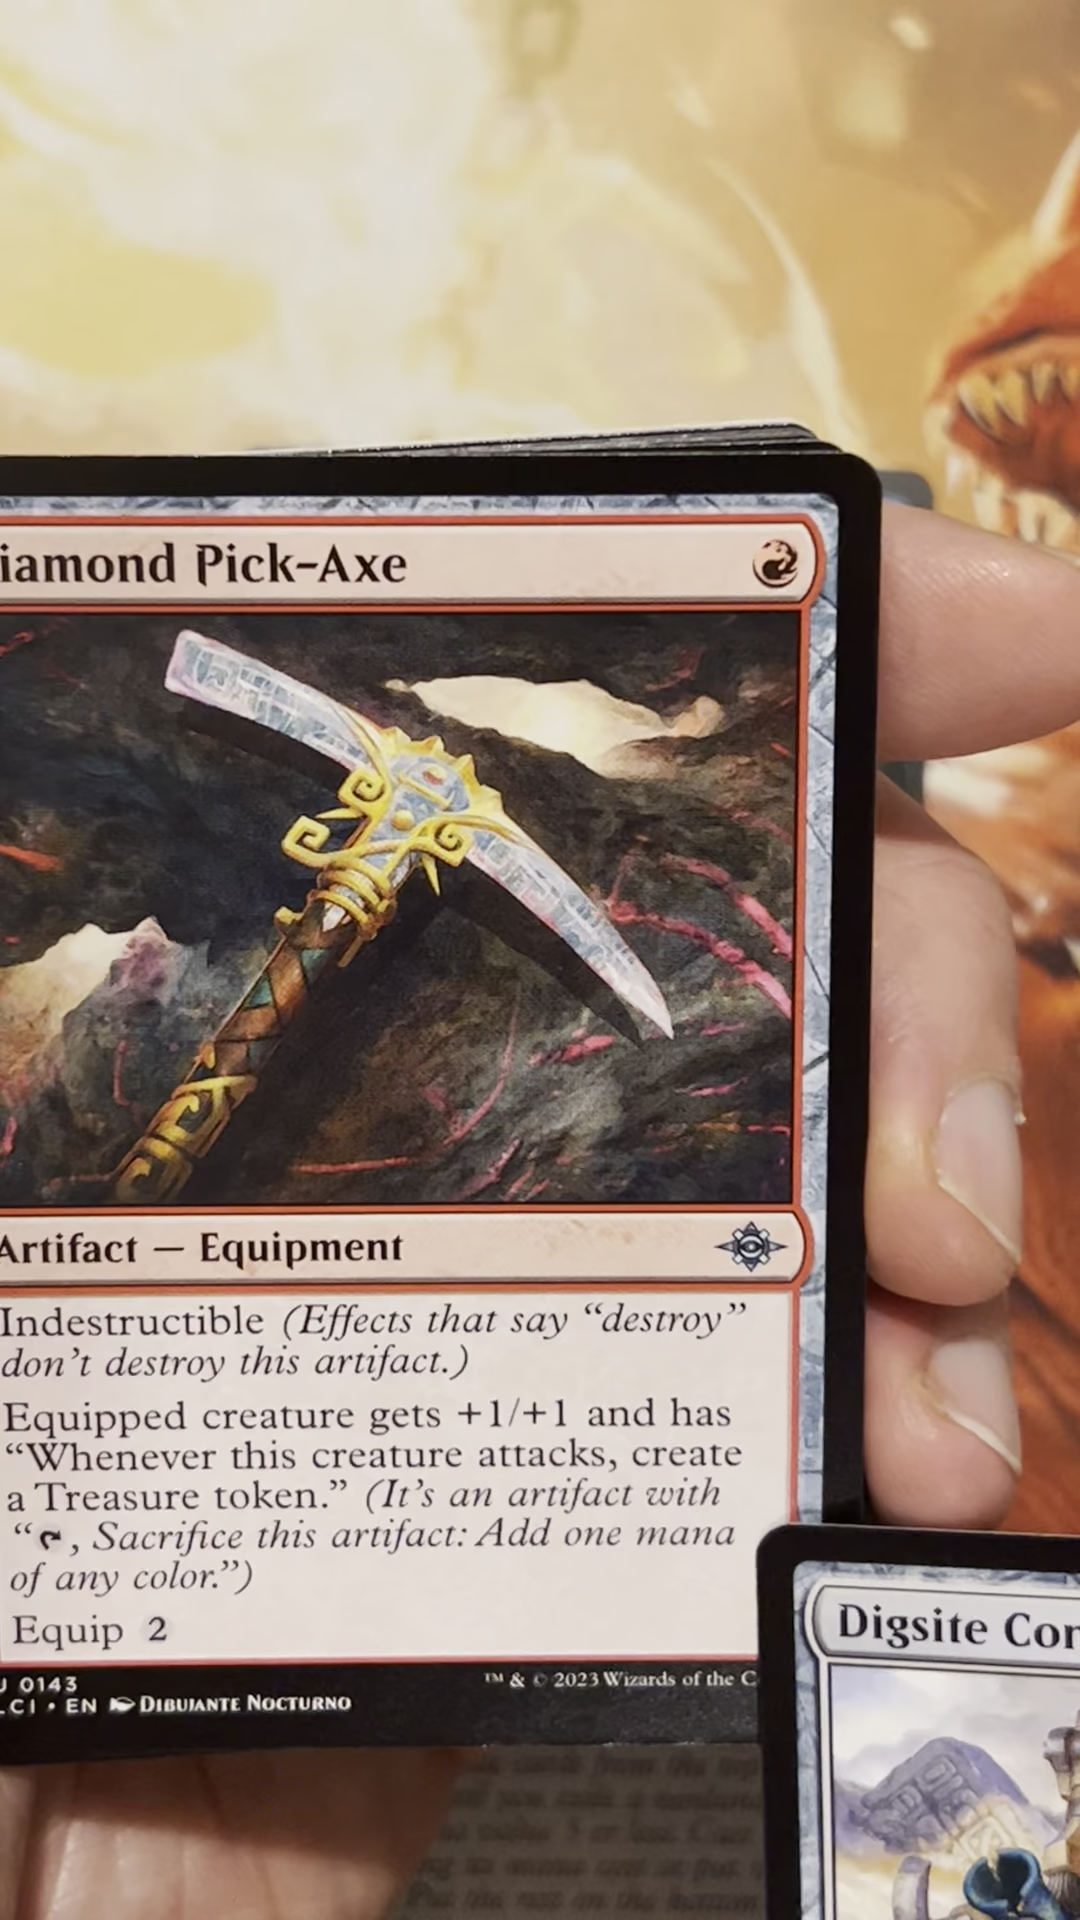 iamond Pick-Axe
Artifact — Equipment
Indestructible (Effects that say “destroy”
don’t destroy this artifact.)
Equipped creature gets +1/+1 and has
“Whenever this creature attacks, create
a Treasure token.” (It’s an artifact with
“, Sacrifice this artifact: Add one mana
of any color.”)
Equip 2
U 0143
LCI • EN DIBUJANTE NOCTURNO
™ & © 2023 Wizards of the C
Digsite Con